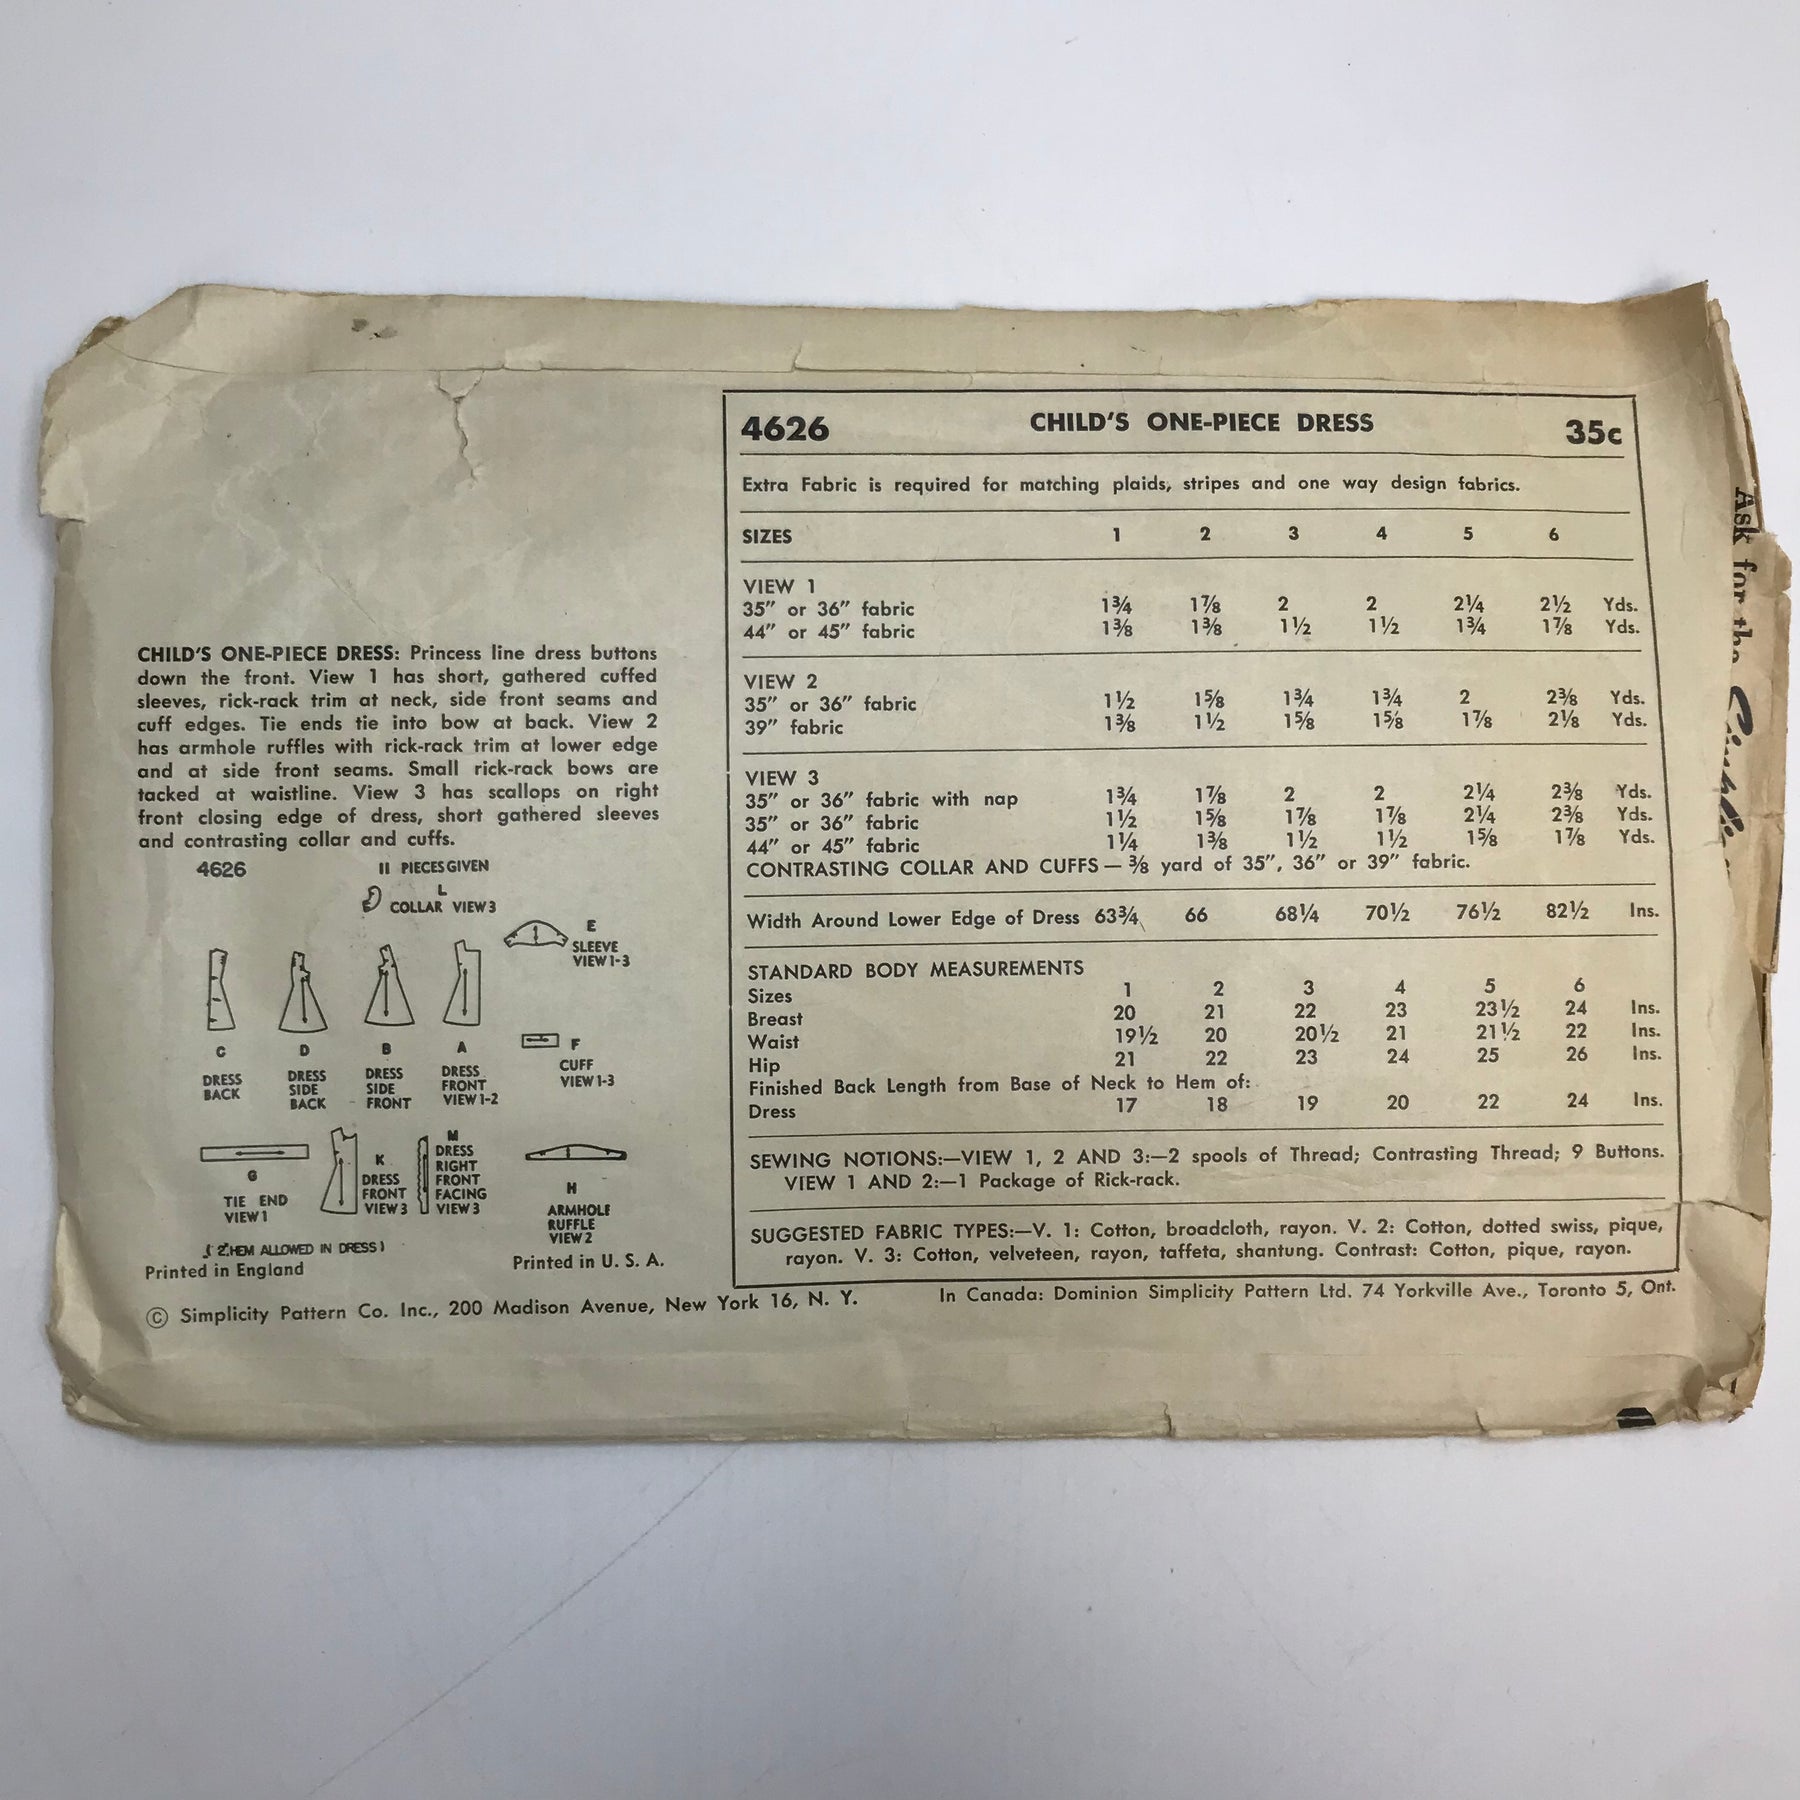 CHILD'S ONE-PIECE DRESS: Princess line dress buttons
down the front. View 1 has short, gathered cuffed
sleeves, rick-rack trim at neck, side front seams and
cuff edges. Tie ends tie into bow at back. View 2
has armhole ruffles with rick-rack trim at lower edge
and at side front seams. Small rick-rack bows are
tacked at waistline. View 3 has scallops on right
front closing edge of dress, short gathered sleeves
and contrasting collar and cuffs.
4626 11 PIECES GIVEN
L
COLLAR VIEW 3
E
SLEEVE
VIEW 1-3
C
DRESS
BACK
D
DRESS
SIDE
BACK
B
DRESS
SIDE
FRONT
A
DRESS
FRONT
VIEW 1-2
F
CUFF
VIEW 1-3
G
TIE END
VIEW 1
K
DRESS
FRONT
VIEW 3
M
DRESS
RIGHT
FRONT
FACING
VIEW 3
H
ARMHOLE
RUFFLE
VIEW 2
( 2" HEM ALLOWED IN DRESS )
Printed in England
Printed in U. S. A.
© Simplicity Pattern Co. Inc., 200 Madison Avenue, New York 16, N. Y.
4626 CHILD'S ONE-PIECE DRESS 35c
Extra Fabric is required for matching plaids, stripes and one way design fabrics.
SIZES 1 2 3 4 5 6
VIEW 1
35" or 36" fabric 1¾ 1⅞ 2 2 2¼ 2½ Yds.
44" or 45" fabric 1⅜ 1⅜ 1½ 1½ 1¾ 1⅞ Yds.
VIEW 2
35" or 36" fabric 1½ 1⅝ 1¾ 1¾ 2 2⅜ Yds.
39" fabric 1⅜ 1½ 1⅝ 1⅝ 1⅞ 2⅛ Yds.
VIEW 3
35" or 36" fabric with nap 1¾ 1⅞ 2 2 2¼ 2⅜ Yds.
35" or 36" fabric 1½ 1⅝ 1⅞ 1⅞ 2¼ 2⅜ Yds.
44" or 45" fabric 1¼ 1⅜ 1½ 1½ 1⅝ 1⅞ Yds.
CONTRASTING COLLAR AND CUFFS — ⅜ yard of 35", 36" or 39" fabric.
Width Around Lower Edge of Dress 63¾ 66 68¼ 70½ 76½ 82½ Ins.
STANDARD BODY MEASUREMENTS
Sizes 1 2 3 4 5 6
Breast 20 21 22 23 23½ 24 Ins.
Waist 19½ 20 20½ 21 21½ 22 Ins.
Hip 21 22 23 24 25 26 Ins.
Finished Back Length from Base of Neck to Hem of:
Dress 17 18 19 20 22 24 Ins.
SEWING NOTIONS:—VIEW 1, 2 AND 3:—2 spools of Thread; Contrasting Thread; 9 Buttons.
VIEW 1 AND 2:—1 Package of Rick-rack.
SUGGESTED FABRIC TYPES:—V. 1: Cotton, broadcloth, rayon. V. 2: Cotton, dotted swiss, pique,
rayon. V. 3: Cotton, velveteen, rayon, taffeta, shantung. Contrast: Cotton, pique, rayon.
In Canada: Dominion Simplicity Pattern Ltd. 74 Yorkville Ave., Toronto 5, Ont.
Ask for the